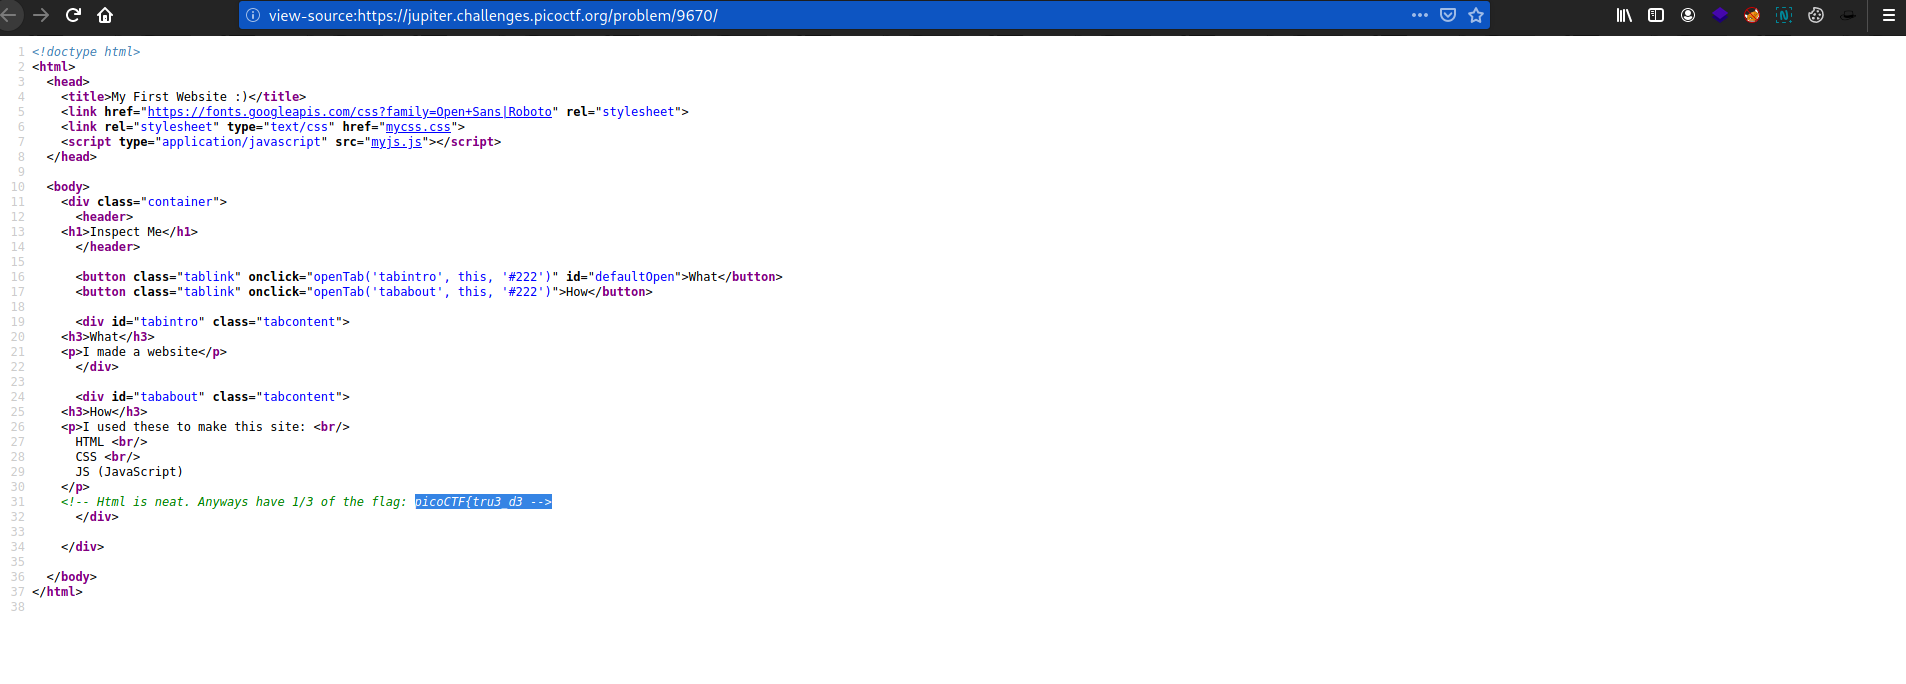 view-source:https://jupiter.challenges.picoctf.org/problem/9670/
1 <!doctype html>
2 <html>
3   <head>
4     <title>My First Website :)</title>
5     <link href="https://fonts.googleapis.com/css?family=Open+Sans|Roboto" rel="stylesheet">
6     <link rel="stylesheet" type="text/css" href="mycss.css">
7     <script type="application/javascript" src="myjs.js"></script>
8   </head>
9
10   <body>
11     <div class="container">
12       <header>
13     <h1>Inspect Me</h1>
14       </header>
15
16       <button class="tablink" onclick="openTab('tabintro', this, '#222')" id="defaultOpen">What</button>
17       <button class="tablink" onclick="openTab('tababout', this, '#222')">How</button>
18
19       <div id="tabintro" class="tabcontent">
20     <h3>What</h3>
21     <p>I made a website</p>
22       </div>
23
24       <div id="tababout" class="tabcontent">
25     <h3>How</h3>
26     <p>I used these to make this site: <br/>
27       HTML <br/>
28       CSS <br/>
29       JS (JavaScript)
30     </p>
31     <!-- Html is neat. Anyways have 1/3 of the flag: picoCTF{tru3_d3 -->
32       </div>
33
34     </div>
35
36   </body>
37 </html>
38